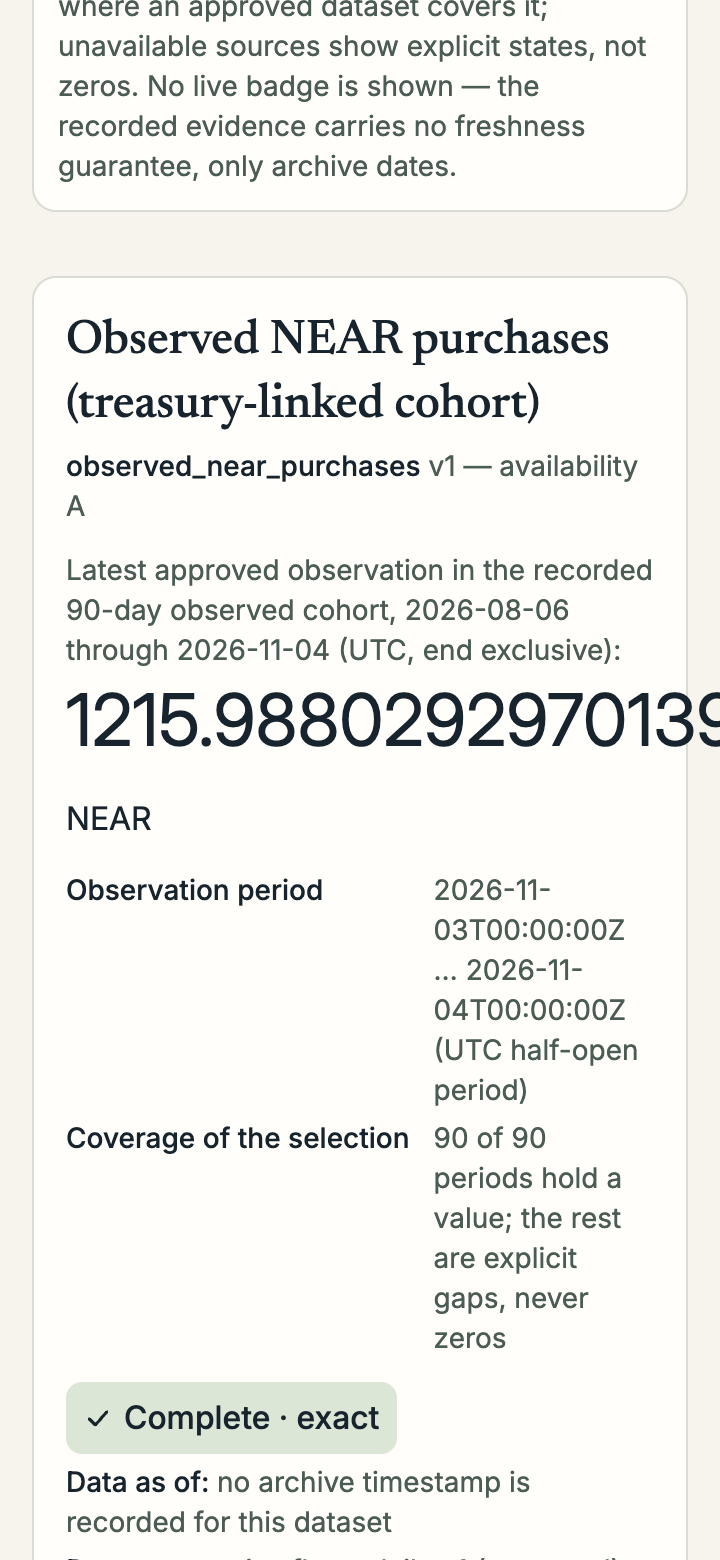 where an approved dataset covers it;
unavailable sources show explicit states, not
zeros. No live badge is shown — the
recorded evidence carries no freshness
guarantee, only archive dates.
Observed NEAR purchases
(treasury-linked cohort)
observed_near_purchases v1 — availability
A
Latest approved observation in the recorded
90-day observed cohort, 2026-08-06
through 2026-11-04 (UTC, end exclusive):
1215.9880292970139
NEAR
Observation period
2026-11-
03T00:00:00Z
... 2026-11-
04T00:00:00Z
(UTC half-open
period)
Coverage of the selection
90 of 90
periods hold a
value; the rest
are explicit
gaps, never
zeros
✓ Complete · exact
Data as of: no archive timestamp is
recorded for this dataset